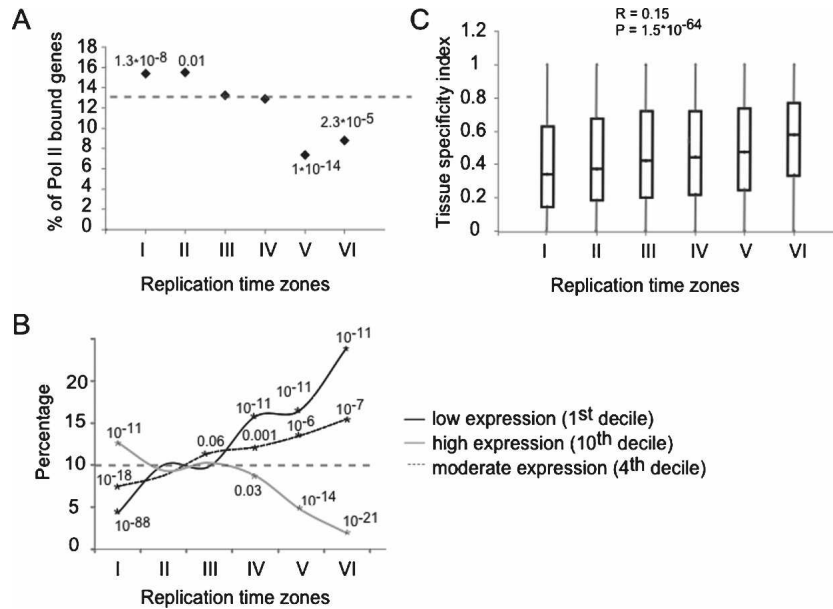 A
% of Pol II bound genes
18
16
14
13
12
10
8
6
4
2
0
1.3*10-8
0.01
1*10-14
2.3*10-5
I II III IV V VI
Replication time zones
C
R = 0.15
P = 1.5*10-64
Tissue specificity index
1.2
1
0.8
0.6
0.4
0.2
0
I II III IV V VI
Replication time zones
B
Percentage
20
15
10
5
0
10-11
10-18
10-88
0.06
10-11
0.001
0.03
10-11
10-6
10-14
10-11
10-7
10-21
I II III IV V VI
Replication time zones
low expression (1st decile)
high expression (10th decile)
moderate expression (4th decile)